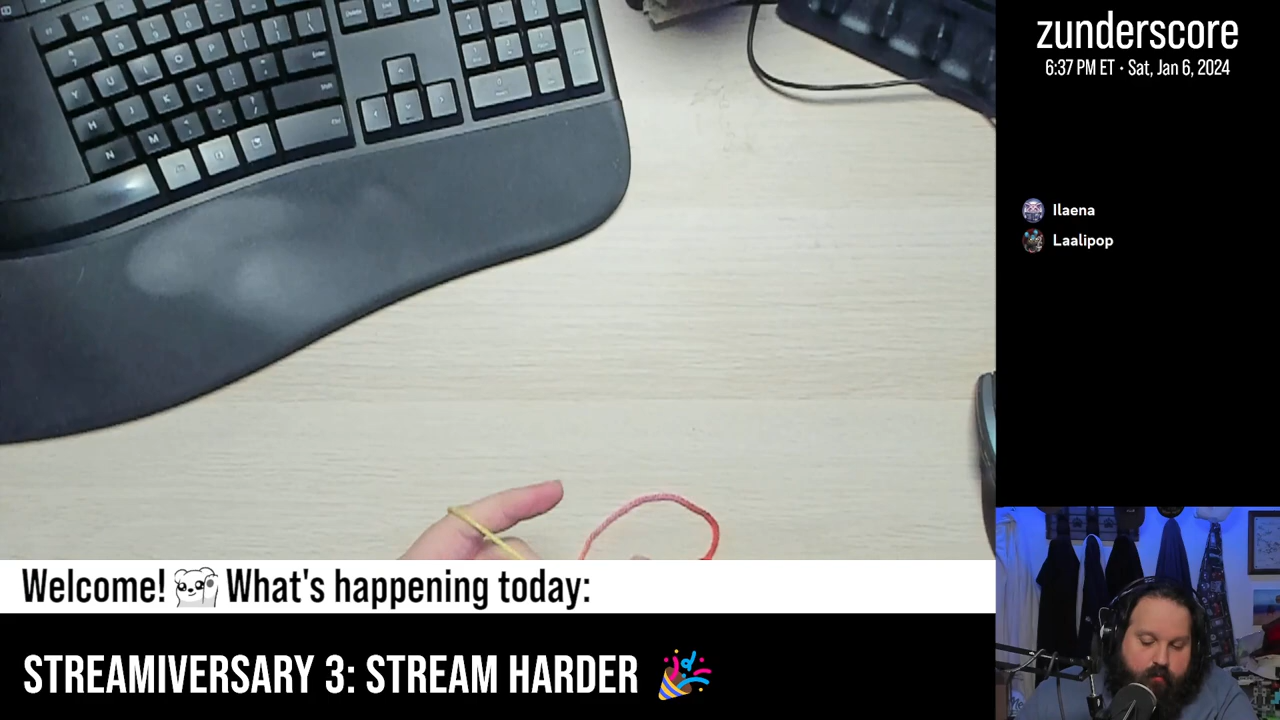 zunderscore
6:37 PM ET • Sat, Jan 6, 2024
Ilaena
Laalipop
Welcome! What's happening today:
STREAMIVERSARY 3: STREAM HARDER
Y U I O P
H J K L
N M